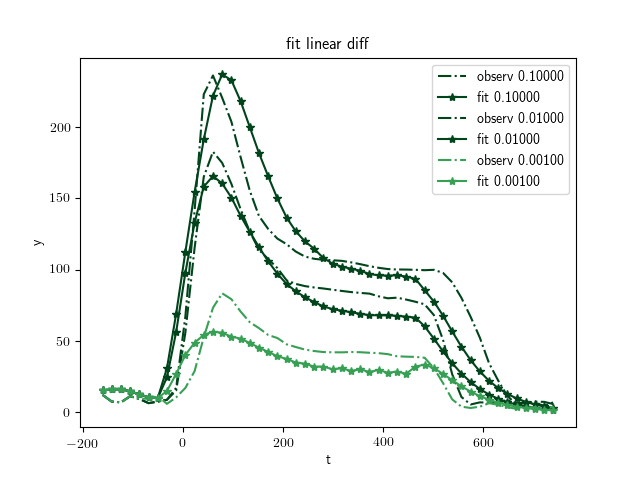 fit linear diff
y
200
150
100
50
0
observ 0.10000
fit 0.10000
observ 0.01000
fit 0.01000
observ 0.00100
fit 0.00100
−200 0 200 400 600
t